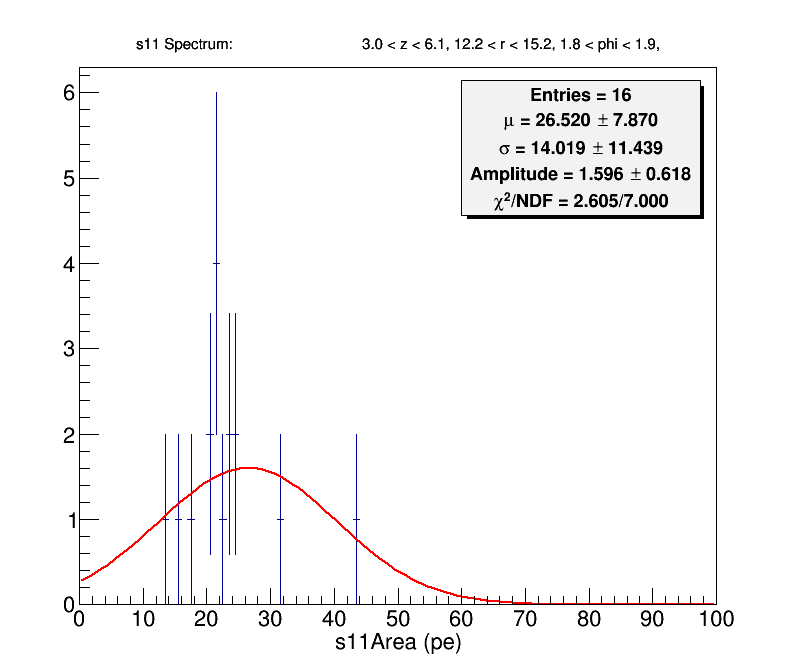 s11 Spectrum: 3.0 < z < 6.1, 12.2 < r < 15.2, 1.8 < phi < 1.9,
Entries = 16
μ = 26.520 ± 7.870
σ = 14.019 ± 11.439
Amplitude = 1.596 ± 0.618
χ²/NDF = 2.605/7.000
6
5
4
3
2
1
0
0 10 20 30 40 50 60 70 80 90 100
s11Area (pe)